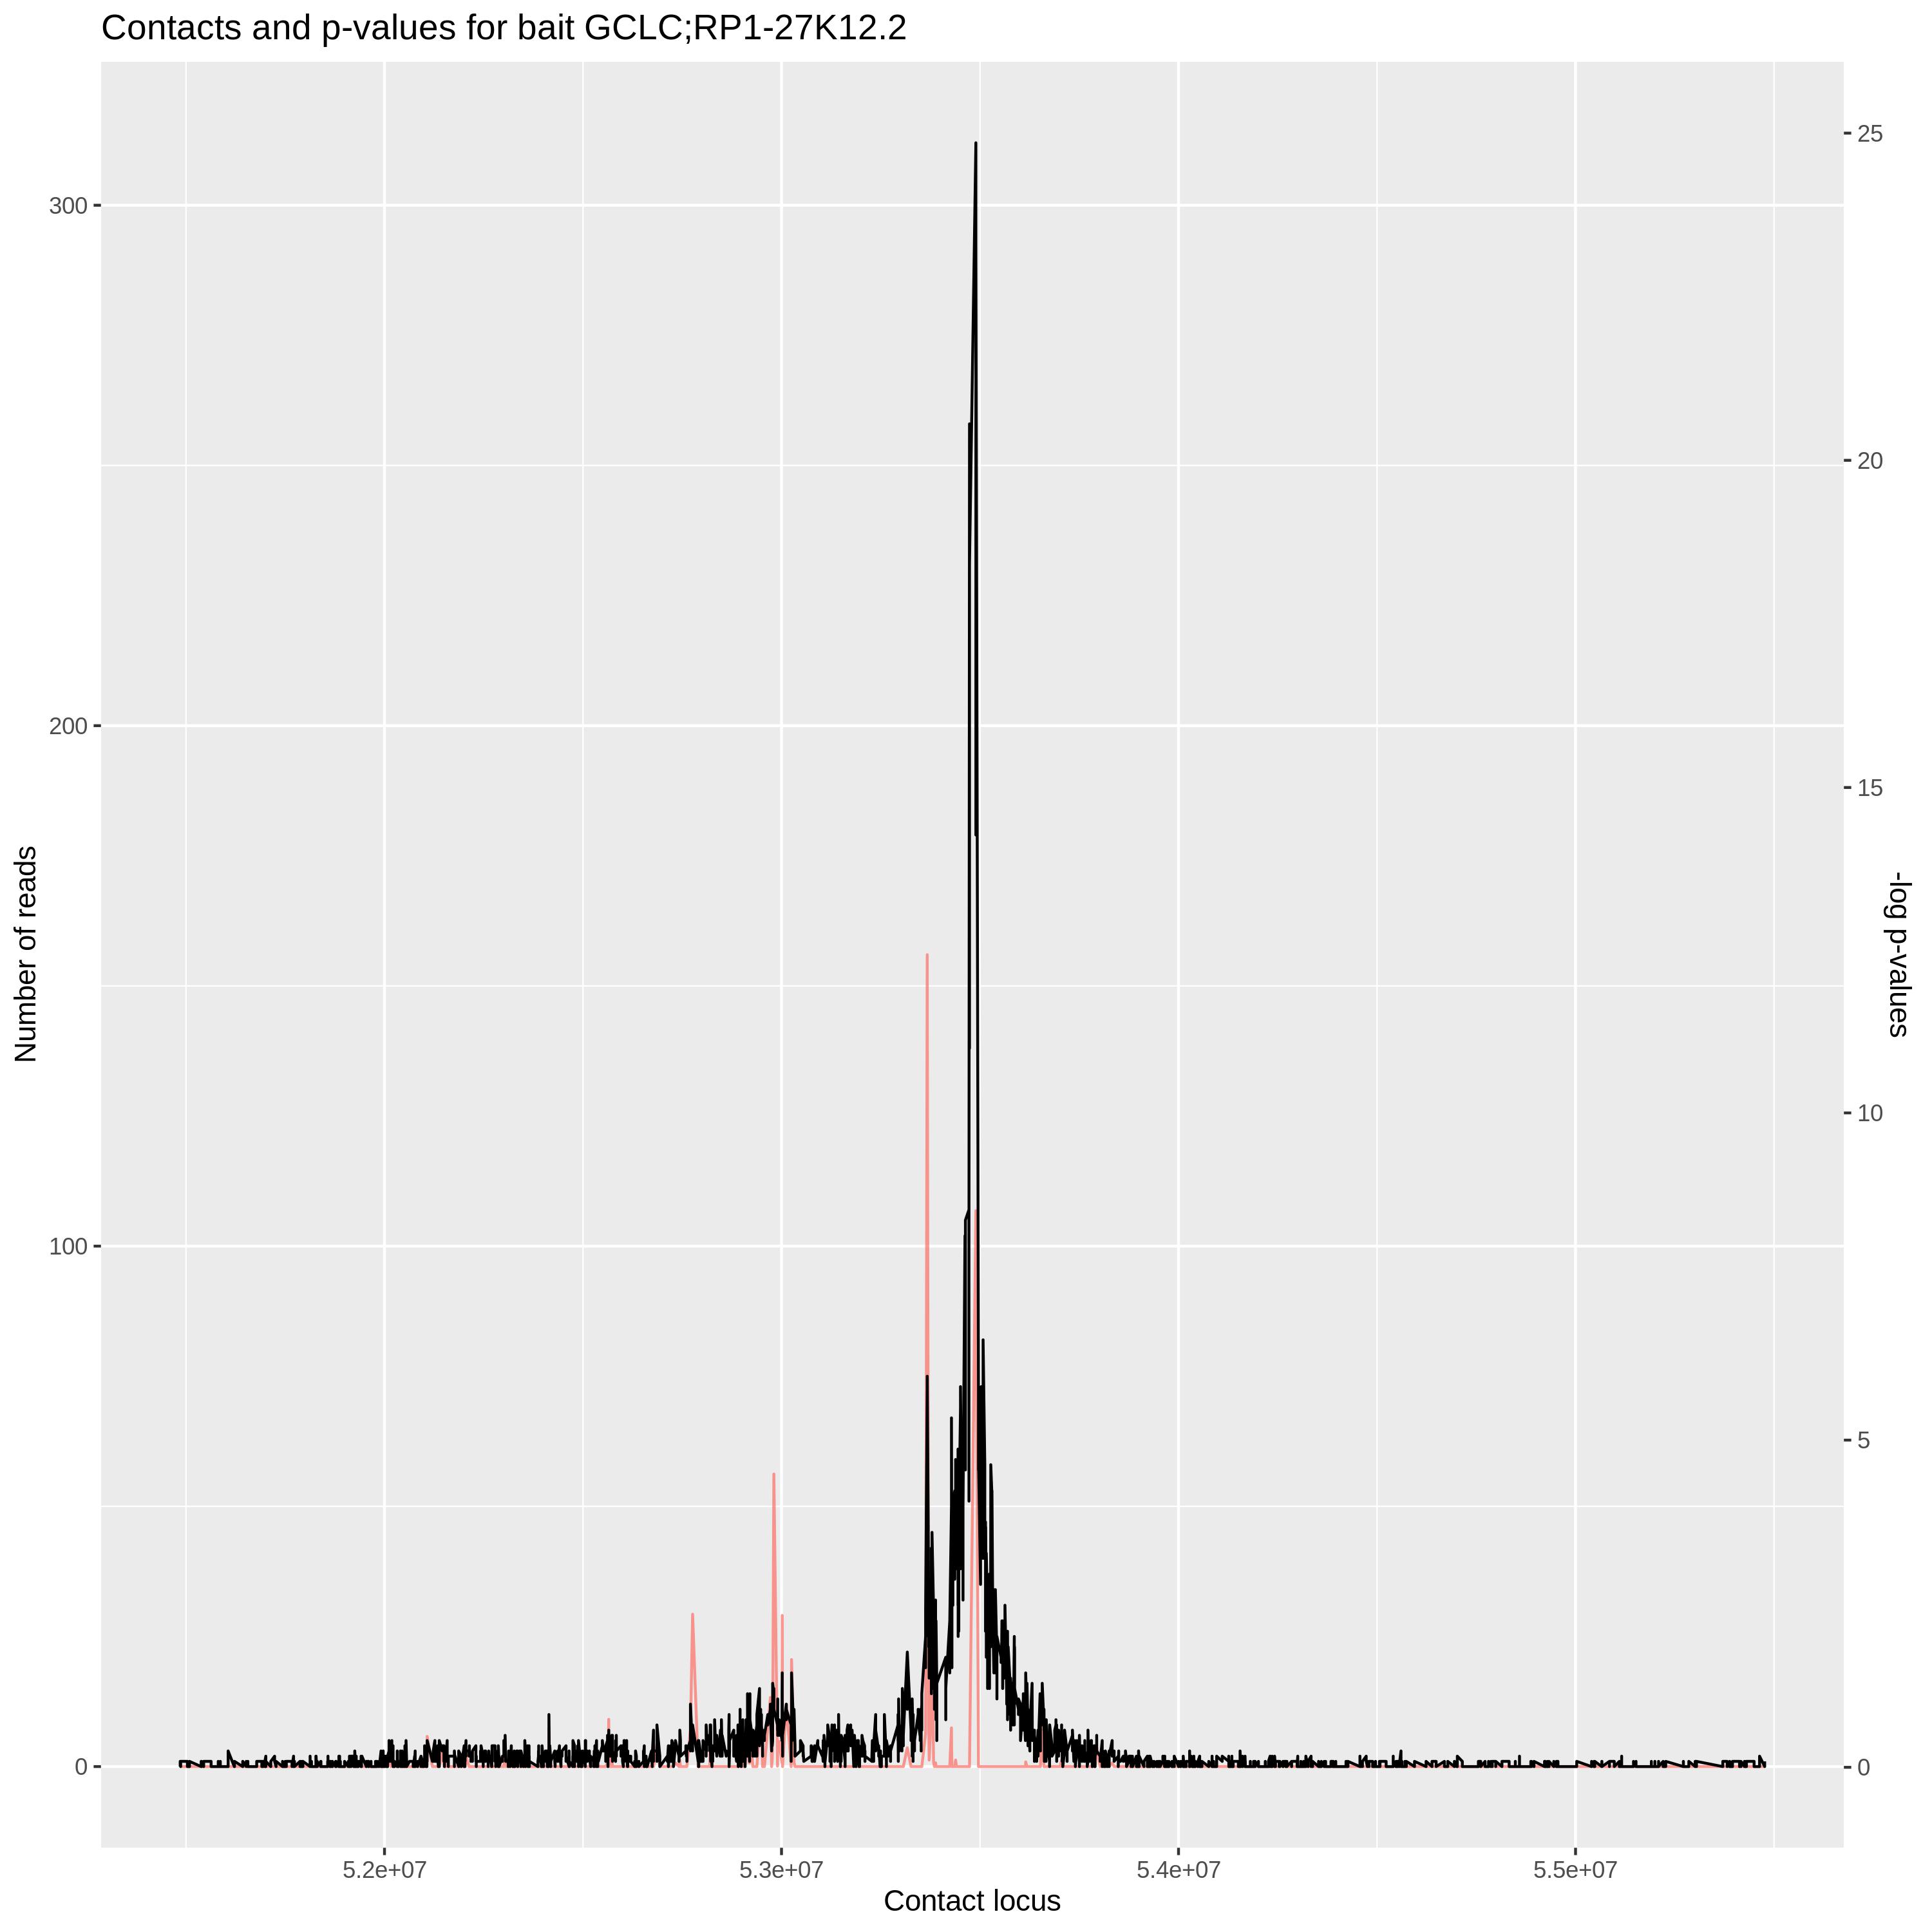 Contacts and p-values for bait GCLC;RP1-27K12.2
300
200
100
0
Number of reads
25
20
15
10
5
0
-log p-values
5.2e+07 5.3e+07 5.4e+07 5.5e+07
Contact locus